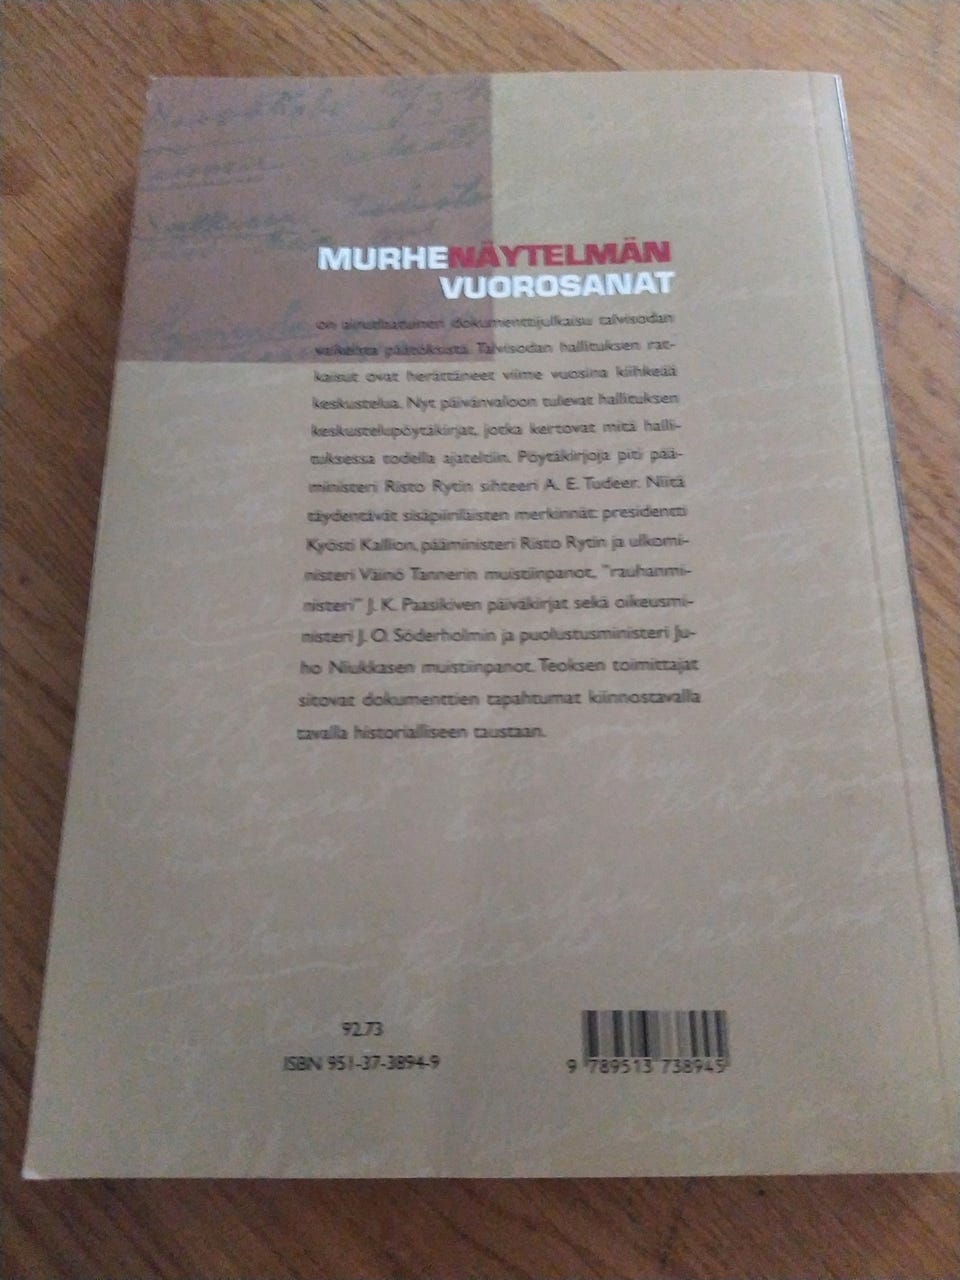 MURHENÄYTELMÄN
VUOROSANAT
on ainutlaatuinen dokumenttijulkaisu talvisodan
vaikeista päätöksistä. Talvisodan hallituksen rat-
kaisut ovat herättäneet viime vuosina kiihkeää
keskustelua. Nyt päivänvaloon tulevat hallituksen
keskustelupöytäkirjat, jotka kertovat mitä halli-
tuksessa todella ajateltiin. Pöytäkirjoja piti pää-
ministeri Risto Rytin sihteeri A. E. Tudeer. Niitä
täydentävät sisäpiiriläisten merkinnät: presidentti
Kyösti Kallion, pääministeri Risto Rytin ja ulkomi-
nisteri Väinö Tannerin muistiinpanot, "rauhanmi-
nisteri" J. K. Paasikiven päiväkirjat sekä oikeusmi-
nisteri J. O. Söderholmin ja puolustusministeri Ju-
ho Niukkasen muistiinpanot. Teoksen toimittajat
sitovat dokumenttien tapahtumat kiinnostavalla
tavalla historialliseen taustaan.
92.73
ISBN 951-37-3894-9
9 789513 738945